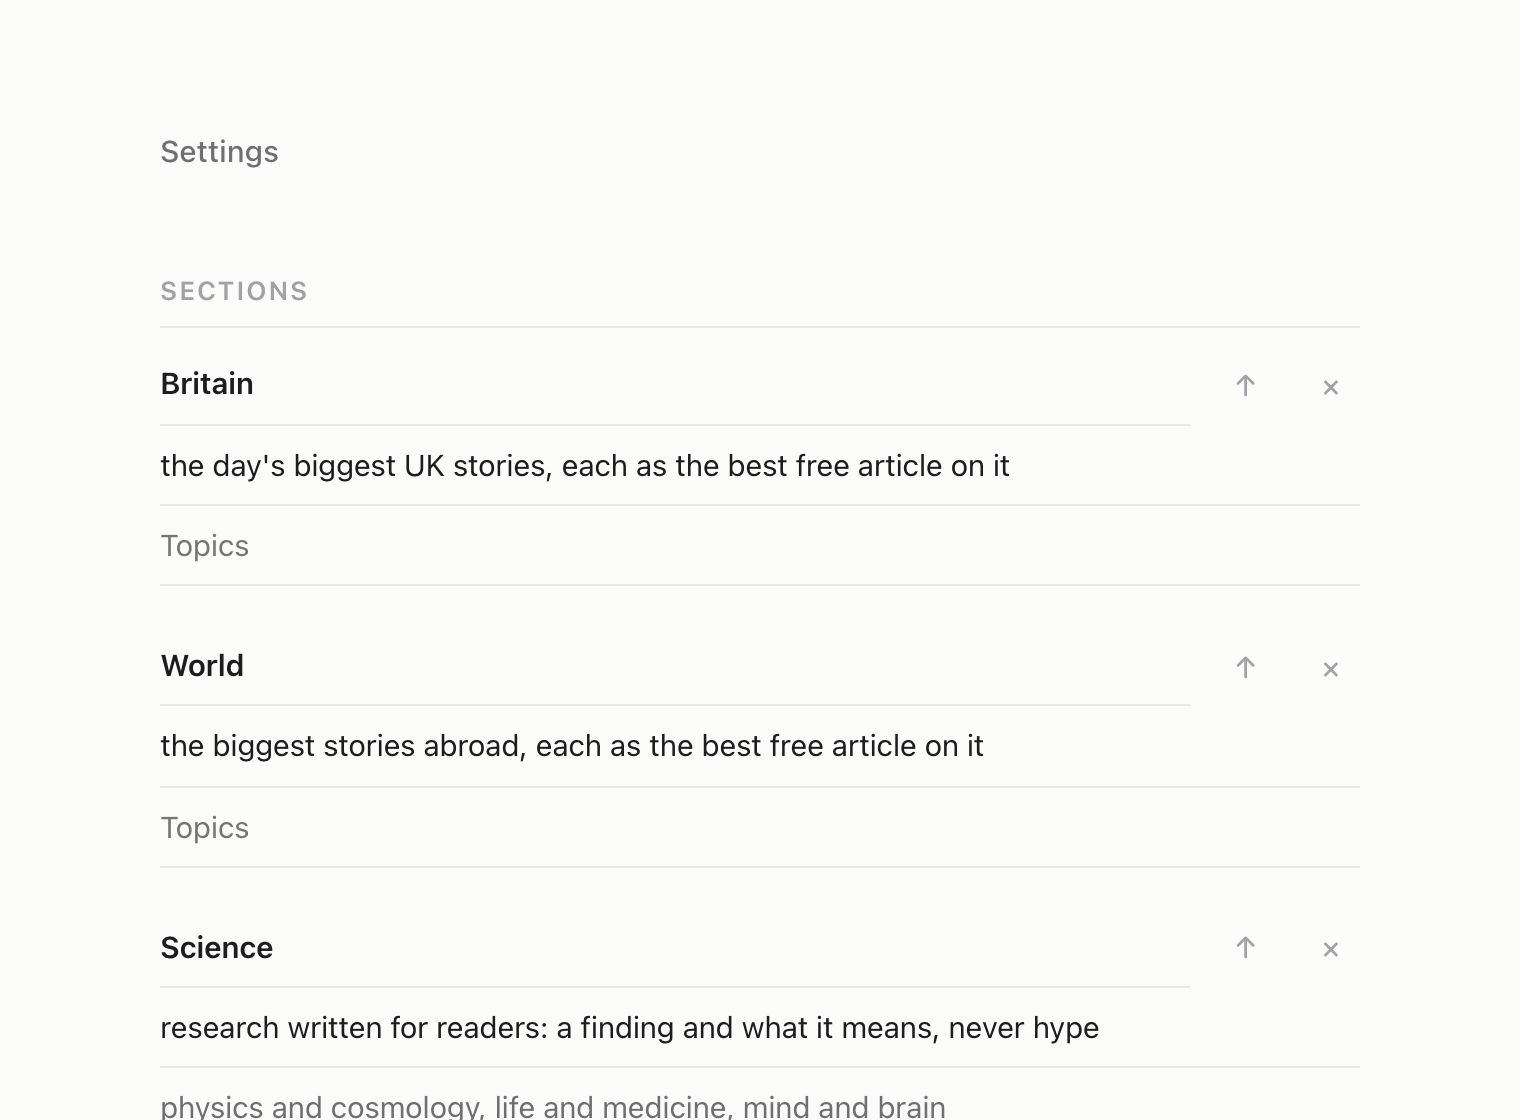 Settings
SECTIONS
Britain ↑ ×
the day's biggest UK stories, each as the best free article on it
Topics
World ↑ ×
the biggest stories abroad, each as the best free article on it
Topics
Science ↑ ×
research written for readers: a finding and what it means, never hype
physics and cosmology, life and medicine, mind and brain